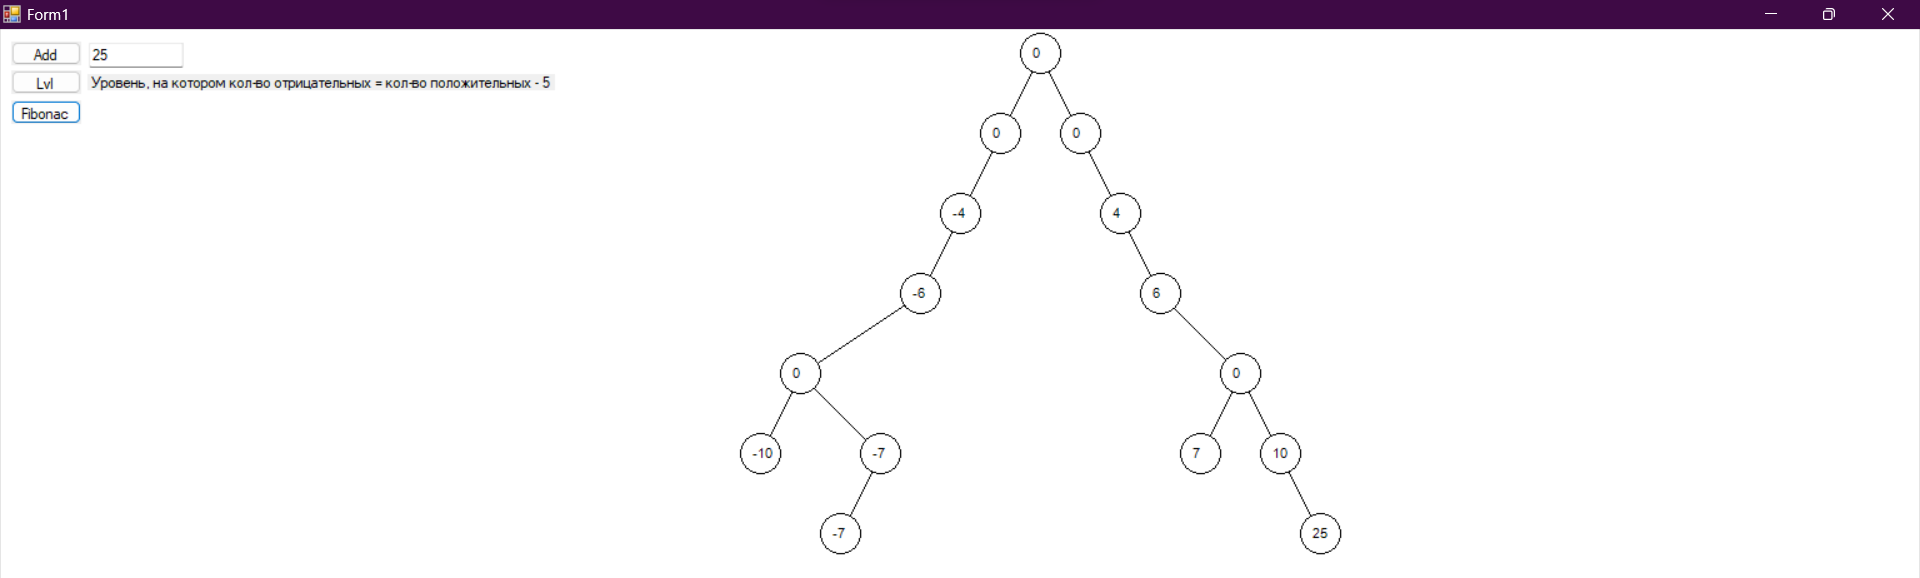 Form1
Add 25
Lvl Уровень, на котором кол-во отрицательных = кол-во положительных - 5
Fibonac
0
0 0
-4 4
-6 6
0 0
-10 -7 7 10
-7 25